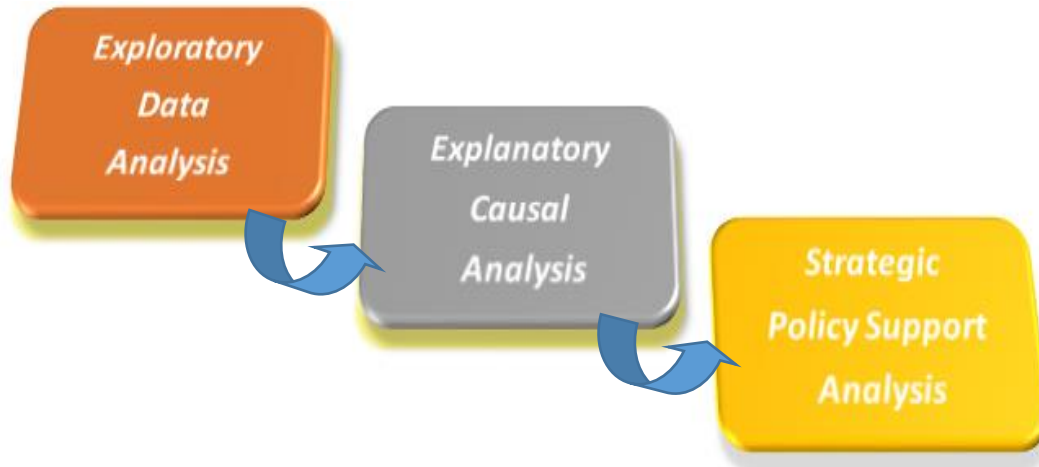 Exploratory
Data
Analysis
Explanatory
Causal
Analysis
Strategic
Policy Support
Analysis